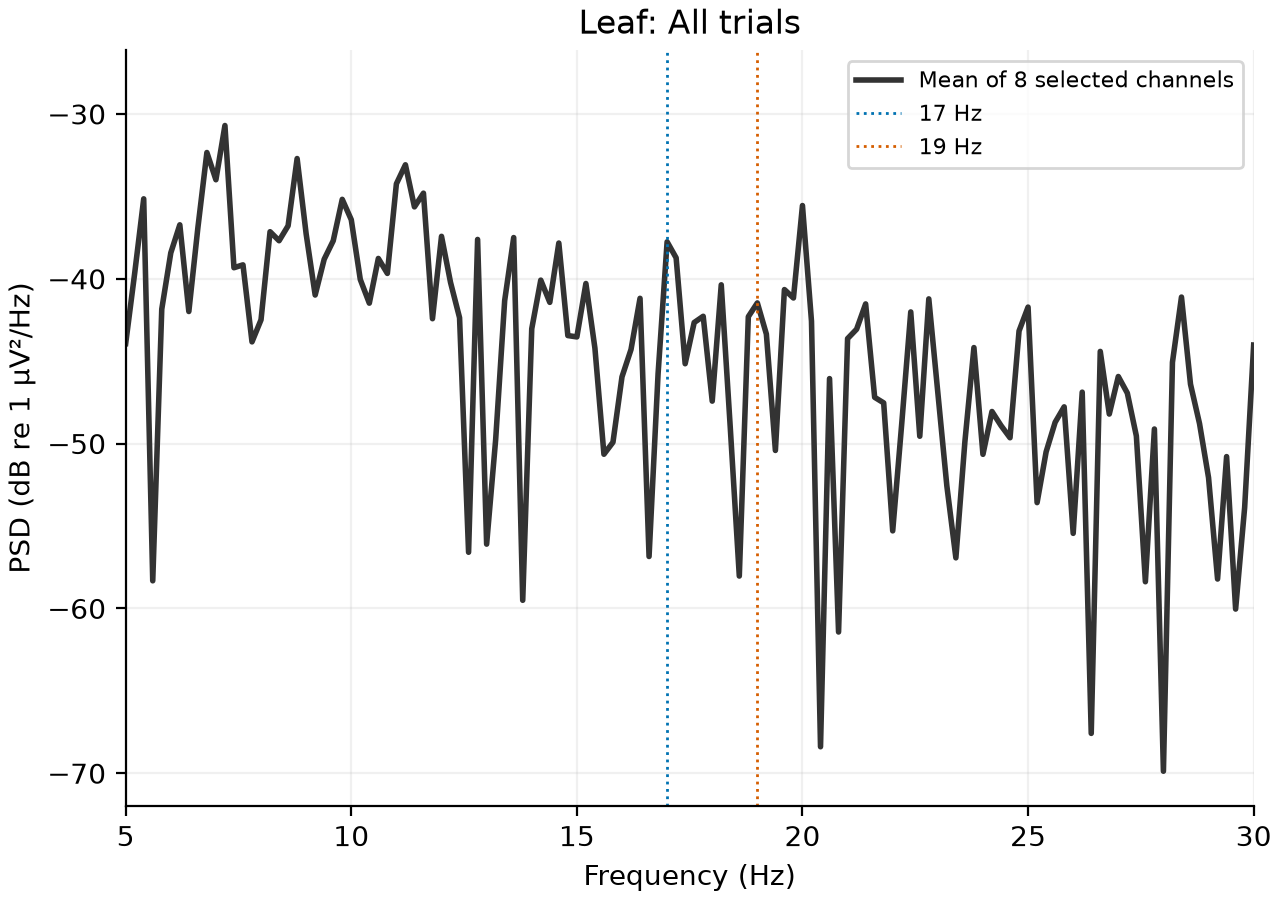 Leaf: All trials
Mean of 8 selected channels
17 Hz
19 Hz
PSD (dB re 1 µV²/Hz)
−30
−40
−50
−60
−70
5
10
15
20
25
30
Frequency (Hz)